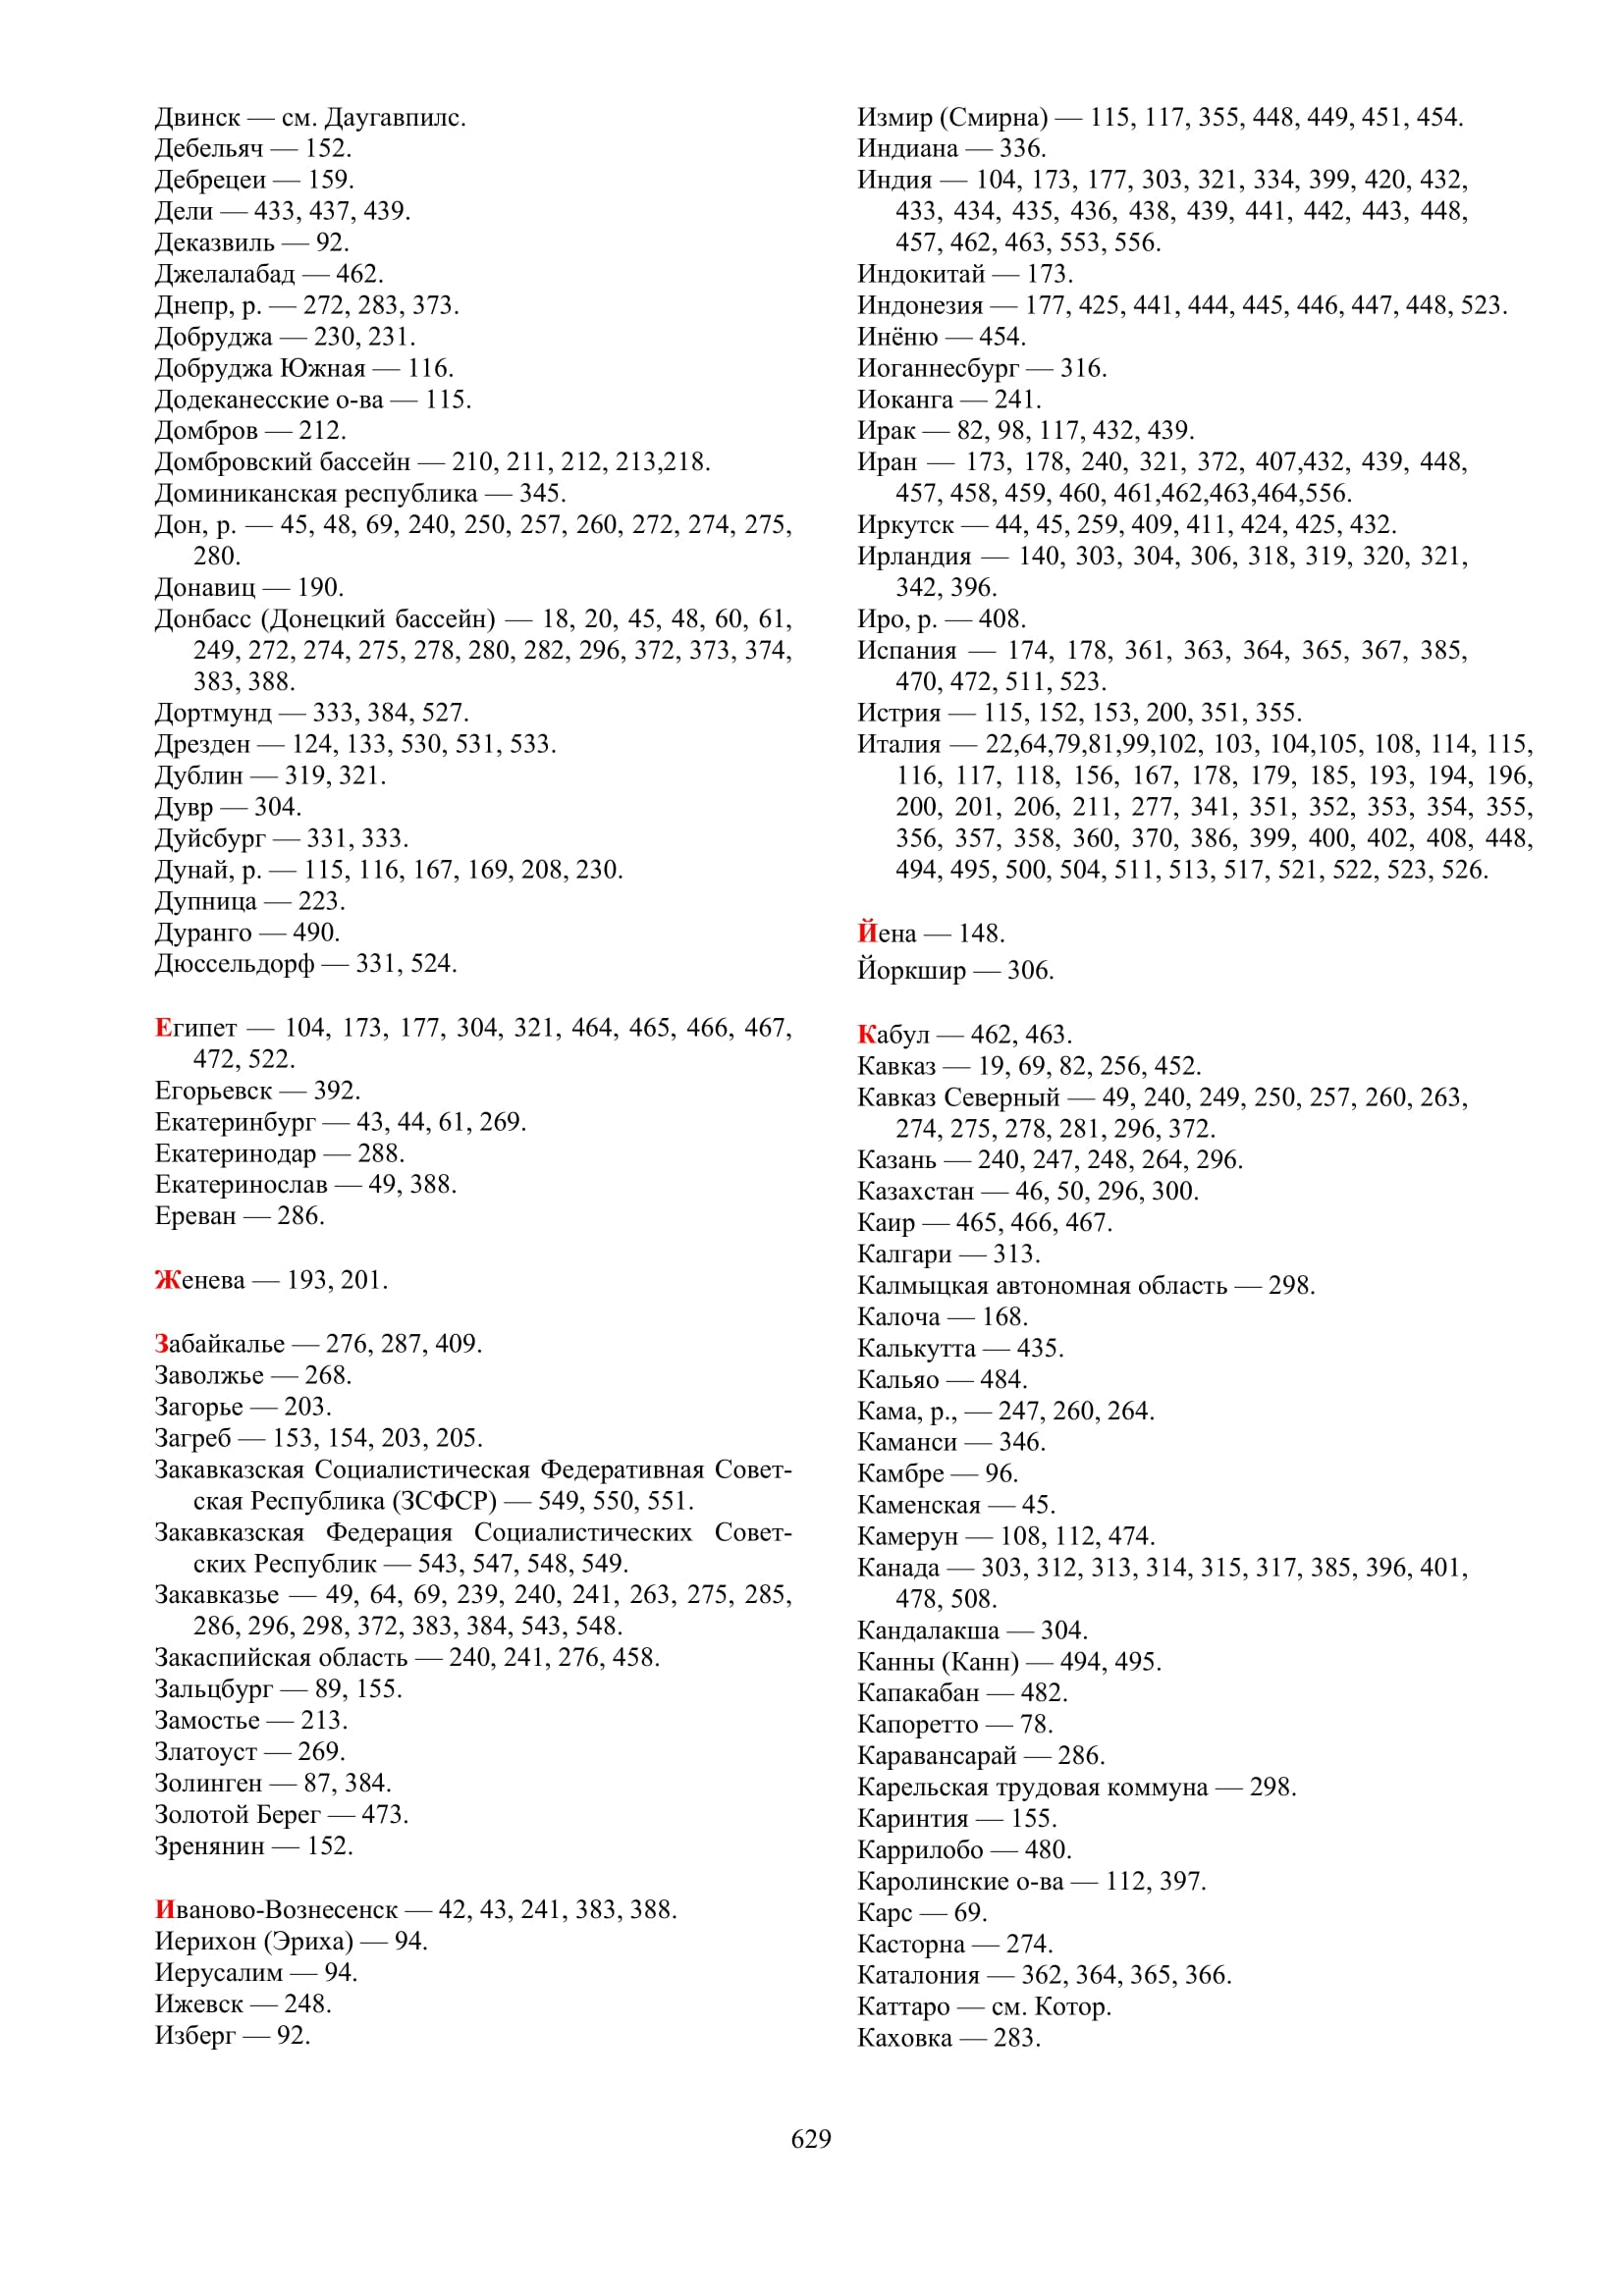 Двинск — см. Даугавпилс.
Дебельяч — 152.
Дебрецеи — 159.
Дели — 433, 437, 439.
Деказвиль — 92.
Джелалабад — 462.
Днепр, р. — 272, 283, 373.
Добруджа — 230, 231.
Добруджа Южная — 116.
Додеканесские о-ва — 115.
Домбров — 212.
Домбровский бассейн — 210, 211, 212, 213,218.
Доминиканская республика — 345.
Дон, р. — 45, 48, 69, 240, 250, 257, 260, 272, 274, 275,
280.
Донавиц — 190.
Донбасс (Донецкий бассейн) — 18, 20, 45, 48, 60, 61,
249, 272, 274, 275, 278, 280, 282, 296, 372, 373, 374,
383, 388.
Дортмунд — 333, 384, 527.
Дрезден — 124, 133, 530, 531, 533.
Дублин — 319, 321.
Дувр — 304.
Дуйсбург — 331, 333.
Дунай, р. — 115, 116, 167, 169, 208, 230.
Дупница — 223.
Дуранго — 490.
Дюссельдорф — 331, 524.
Египет — 104, 173, 177, 304, 321, 464, 465, 466, 467,
472, 522.
Егорьевск — 392.
Екатеринбург — 43, 44, 61, 269.
Екатеринодар — 288.
Екатеринослав — 49, 388.
Ереван — 286.
Женева — 193, 201.
Забайкалье — 276, 287, 409.
Заволжье — 268.
Загорье — 203.
Загреб — 153, 154, 203, 205.
Закавказская Социалистическая Федеративная Совет-
ская Республика (ЗСФСР) — 549, 550, 551.
Закавказская Федерация Социалистических Совет-
ских Республик — 543, 547, 548, 549.
Закавказье — 49, 64, 69, 239, 240, 241, 263, 275, 285,
286, 296, 298, 372, 383, 384, 543, 548.
Закаспийская область — 240, 241, 276, 458.
Зальцбург — 89, 155.
Замостье — 213.
Златоуст — 269.
Золинген — 87, 384.
Золотой Берег — 473.
Зренянин — 152.
Иваново-Вознесенск — 42, 43, 241, 383, 388.
Иерихон (Эриха) — 94.
Иерусалим — 94.
Ижевск — 248.
Изберг — 92.
Измир (Смирна) — 115, 117, 355, 448, 449, 451, 454.
Индиана — 336.
Индия — 104, 173, 177, 303, 321, 334, 399, 420, 432,
433, 434, 435, 436, 438, 439, 441, 442, 443, 448,
457, 462, 463, 553, 556.
Индокитай — 173.
Индонезия — 177, 425, 441, 444, 445, 446, 447, 448, 523.
Инёню — 454.
Иоганнесбург — 316.
Иоканга — 241.
Ирак — 82, 98, 117, 432, 439.
Иран — 173, 178, 240, 321, 372, 407,432, 439, 448,
457, 458, 459, 460, 461,462,463,464,556.
Иркутск — 44, 45, 259, 409, 411, 424, 425, 432.
Ирландия — 140, 303, 304, 306, 318, 319, 320, 321,
342, 396.
Иро, р. — 408.
Испания — 174, 178, 361, 363, 364, 365, 367, 385,
470, 472, 511, 523.
Истрия — 115, 152, 153, 200, 351, 355.
Италия — 22,64,79,81,99,102, 103, 104,105, 108, 114, 115,
116, 117, 118, 156, 167, 178, 179, 185, 193, 194, 196,
200, 201, 206, 211, 277, 341, 351, 352, 353, 354, 355,
356, 357, 358, 360, 370, 386, 399, 400, 402, 408, 448,
494, 495, 500, 504, 511, 513, 517, 521, 522, 523, 526.
Йена — 148.
Йоркшир — 306.
Кабул — 462, 463.
Кавказ — 19, 69, 82, 256, 452.
Кавказ Северный — 49, 240, 249, 250, 257, 260, 263,
274, 275, 278, 281, 296, 372.
Казань — 240, 247, 248, 264, 296.
Казахстан — 46, 50, 296, 300.
Каир — 465, 466, 467.
Калгари — 313.
Калмыцкая автономная область — 298.
Калоча — 168.
Калькутта — 435.
Кальяо — 484.
Кама, р., — 247, 260, 264.
Каманси — 346.
Камбре — 96.
Каменская — 45.
Камерун — 108, 112, 474.
Канада — 303, 312, 313, 314, 315, 317, 385, 396, 401,
478, 508.
Кандалакша — 304.
Канны (Канн) — 494, 495.
Капакабан — 482.
Капоретто — 78.
Каравансарай — 286.
Карельская трудовая коммуна — 298.
Каринтия — 155.
Каррилобо — 480.
Каролинские о-ва — 112, 397.
Карс — 69.
Касторна — 274.
Каталония — 362, 364, 365, 366.
Каттаро — см. Котор.
Каховка — 283.
629